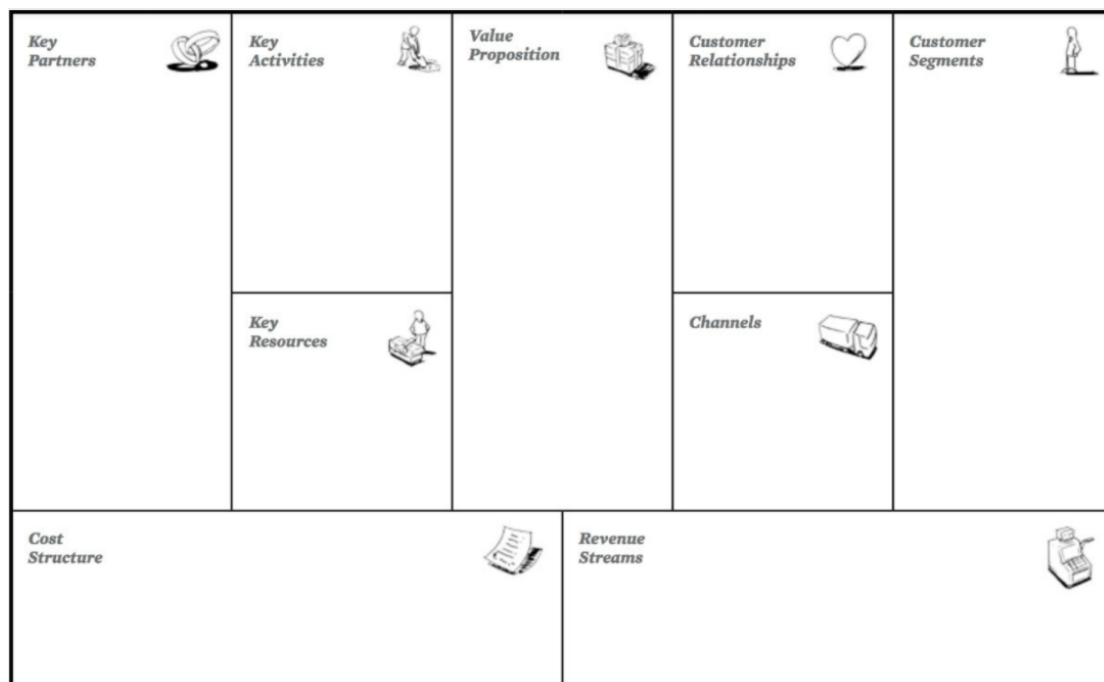 Key
Partners
Key
Activities
Value
Proposition
Customer
Relationships
Customer
Segments
Key
Resources
Channels
Cost
Structure
Revenue
Streams